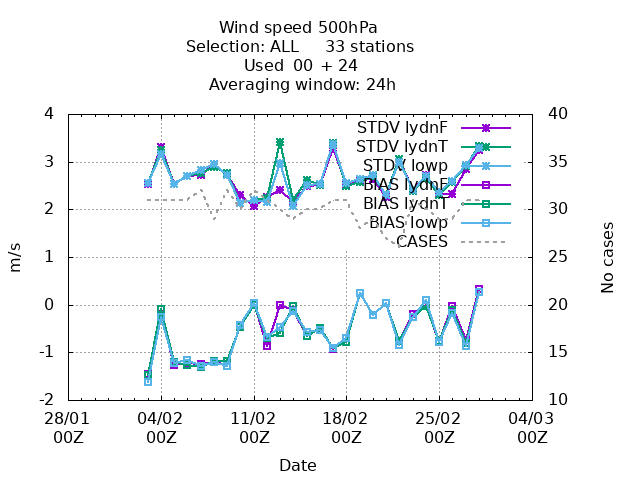 Wind speed 500hPa
Selection: ALL 33 stations
Used 00 + 24
Averaging window: 24h
4
3
2
1
0
-1
-2
m/s
40
35
30
25
20
15
10
No cases
STDV lydnF
STDV lydnT
STDV lowp
BIAS lydnF
BIAS lydnT
BIAS lowp
CASES
28/01 04/02 11/02 18/02 25/02 04/03
00Z 00Z 00Z 00Z 00Z 00Z
Date